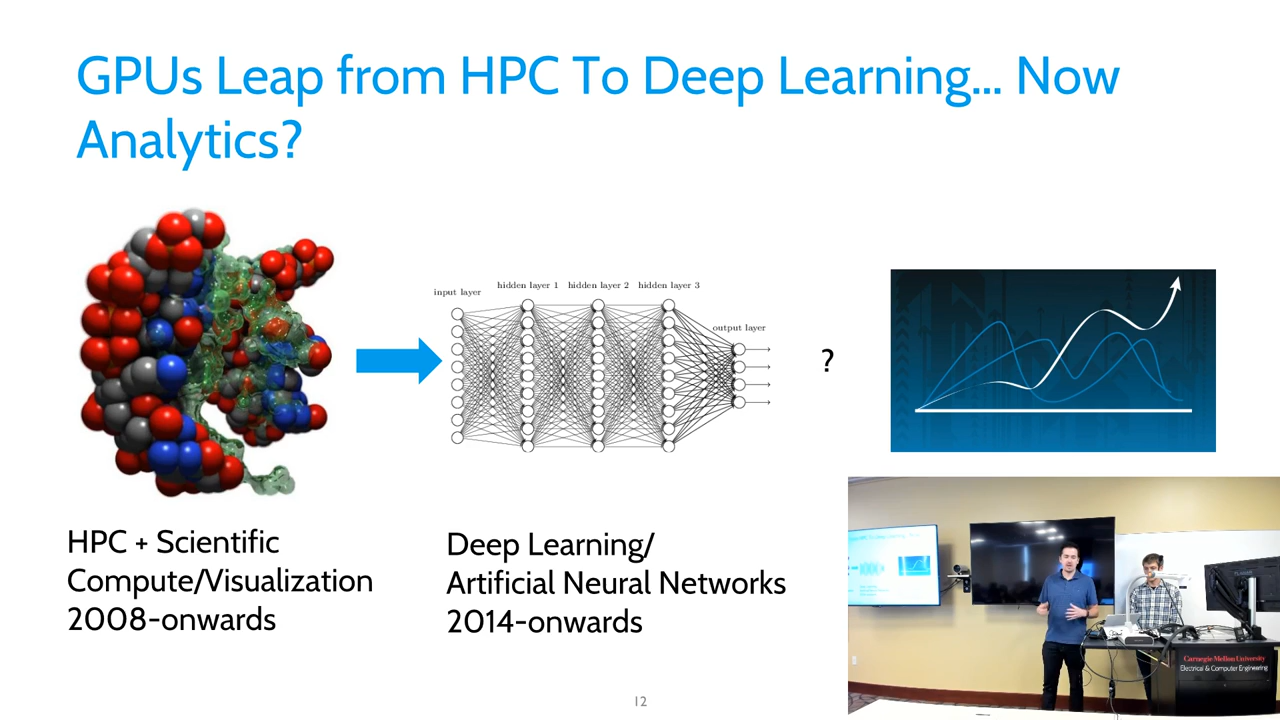 GPUs Leap from HPC To Deep Learning... Now
Analytics?
input layer
hidden layer 1
hidden layer 2
hidden layer 3
output layer
?
HPC + Scientific
Compute/Visualization
2008-onwards
Deep Learning/
Artificial Neural Networks
2014-onwards
Carnegie Mellon University
Electrical & Computer Engineering
12